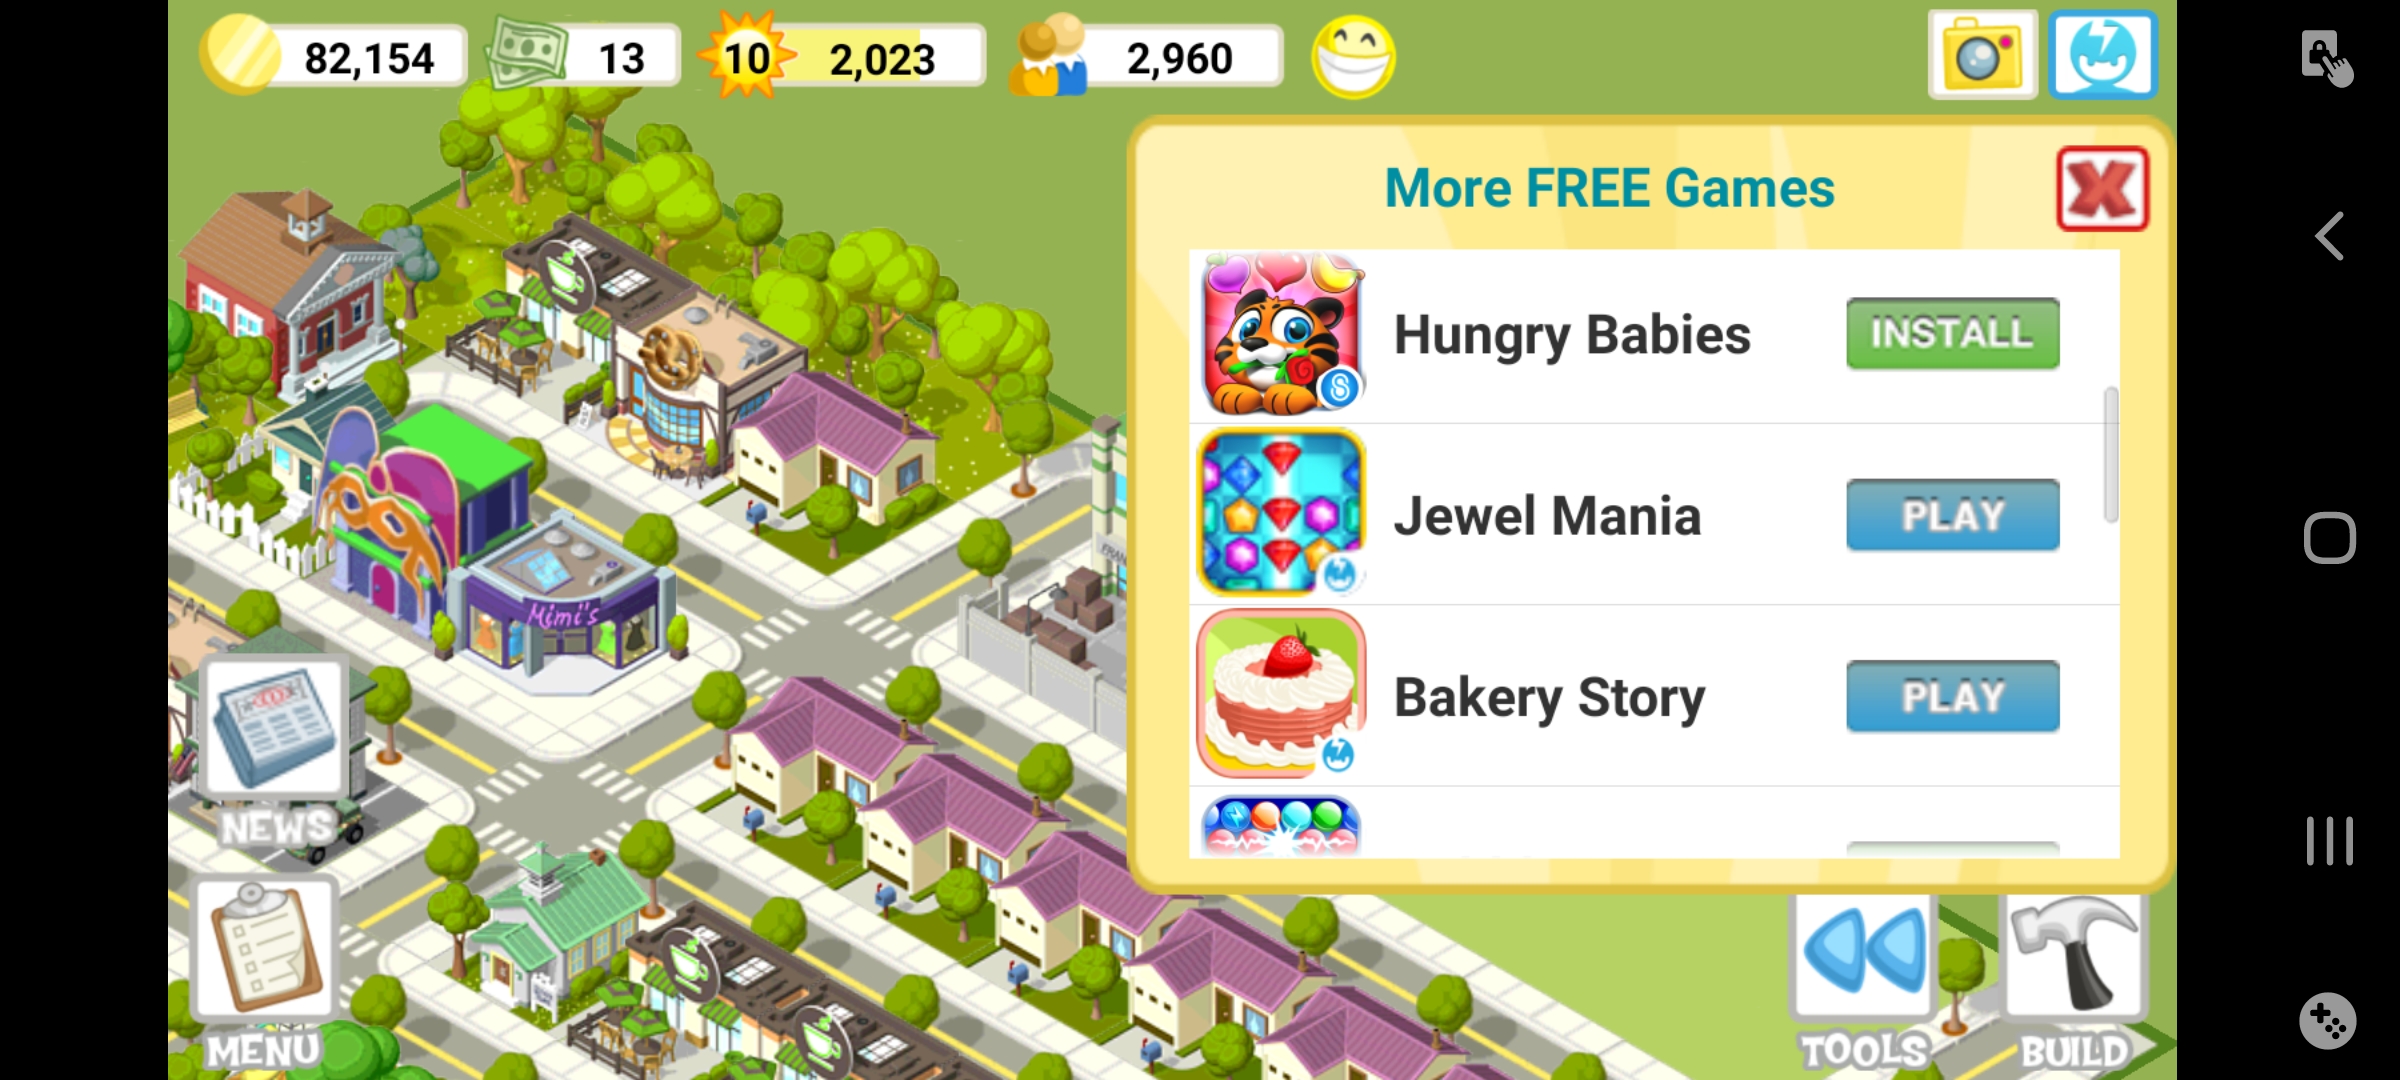 82,154
13
10
2,023
2,960
More FREE Games
Hungry Babies
INSTALL
Jewel Mania
PLAY
Bakery Story
PLAY
Mimi's
NEWS
MENU
TOOLS
BUILD